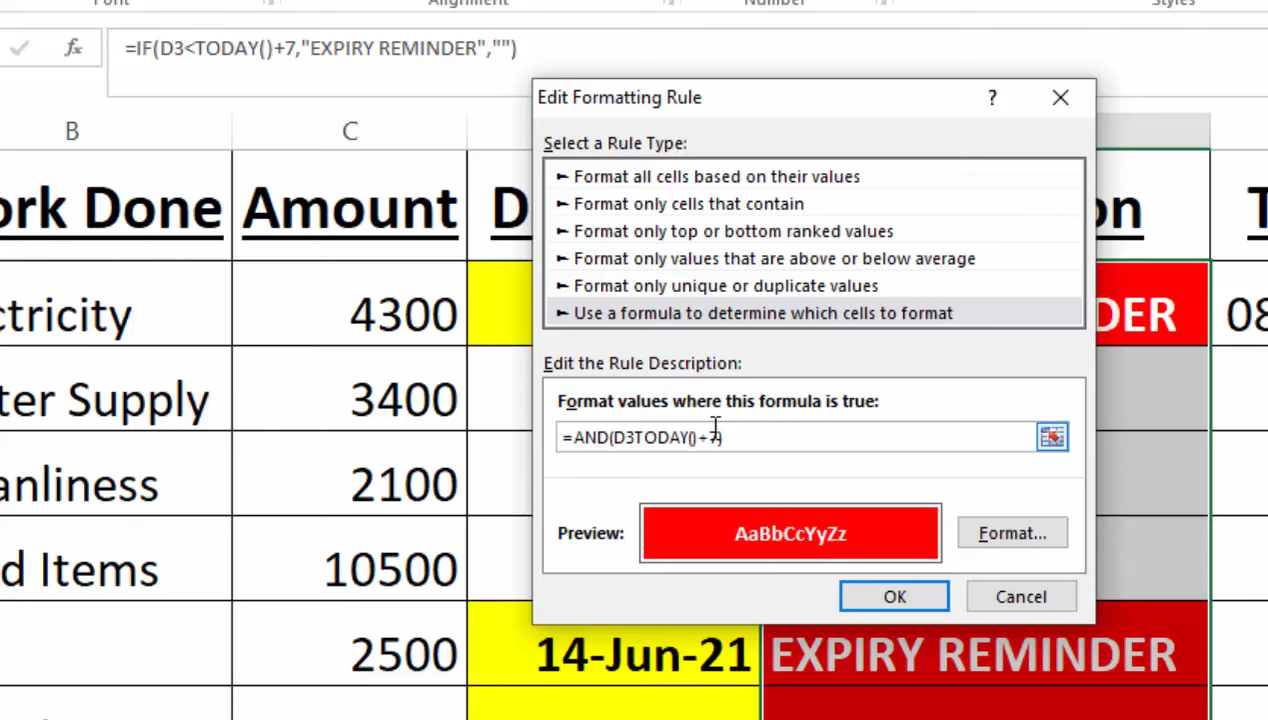 Font Alignment Number Styles
fx =IF(D3<TODAY()+7,"EXPIRY REMINDER","")
Edit Formatting Rule ?
B C
Select a Rule Type:
► Format all cells based on their values
► Format only cells that contain
► Format only top or bottom ranked values
► Format only values that are above or below average
► Format only unique or duplicate values
► Use a formula to determine which cells to format
Edit the Rule Description:
Format values where this formula is true:
=AND(D3TODAY()+7)
Preview: AaBbCcYyZz Format...
OK Cancel
ork Done Amount D on T
ctricity 4300 DER 08
ter Supply 3400
anliness 2100
d Items 10500
2500 14-Jun-21 EXPIRY REMINDER